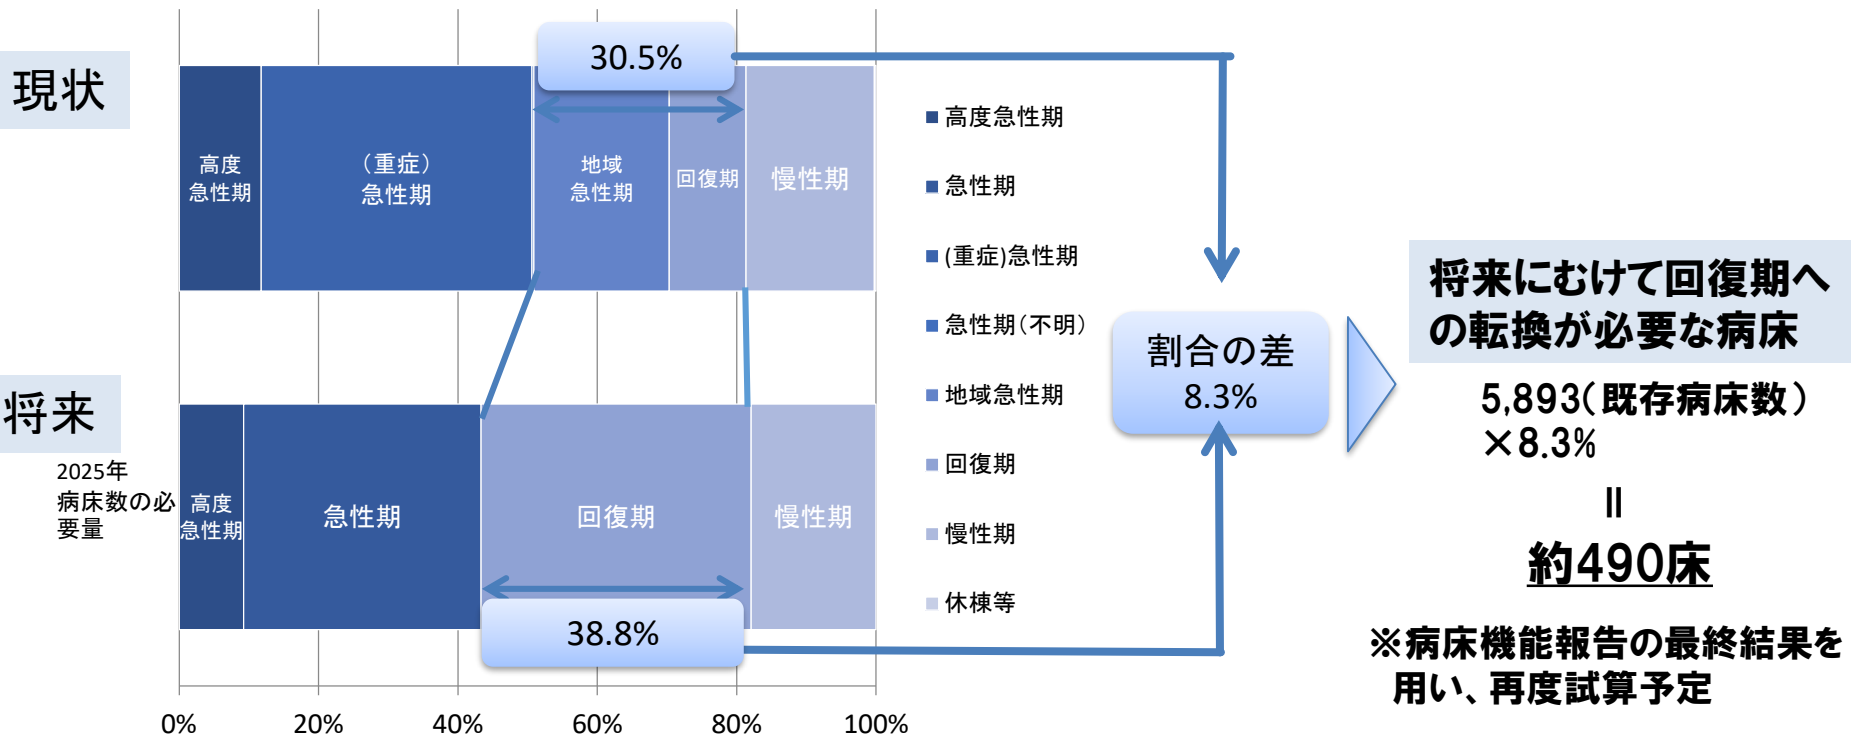 現状
30.5%
高度
急性期
（重症）
急性期
地域
急性期
回復期
慢性期
将来
2025年
病床数の必
要量
高度
急性期
急性期
回復期
慢性期
38.8%
0%
20%
40%
60%
80%
100%
高度急性期
急性期
(重症)急性期
急性期(不明)
地域急性期
回復期
慢性期
休棟等
割合の差
8.3%
将来にむけて回復期へ
の転換が必要な病床
5,893(既存病床数)
×8.3%
＝
約490床
※病床機能報告の最終結果を
用い、再度試算予定